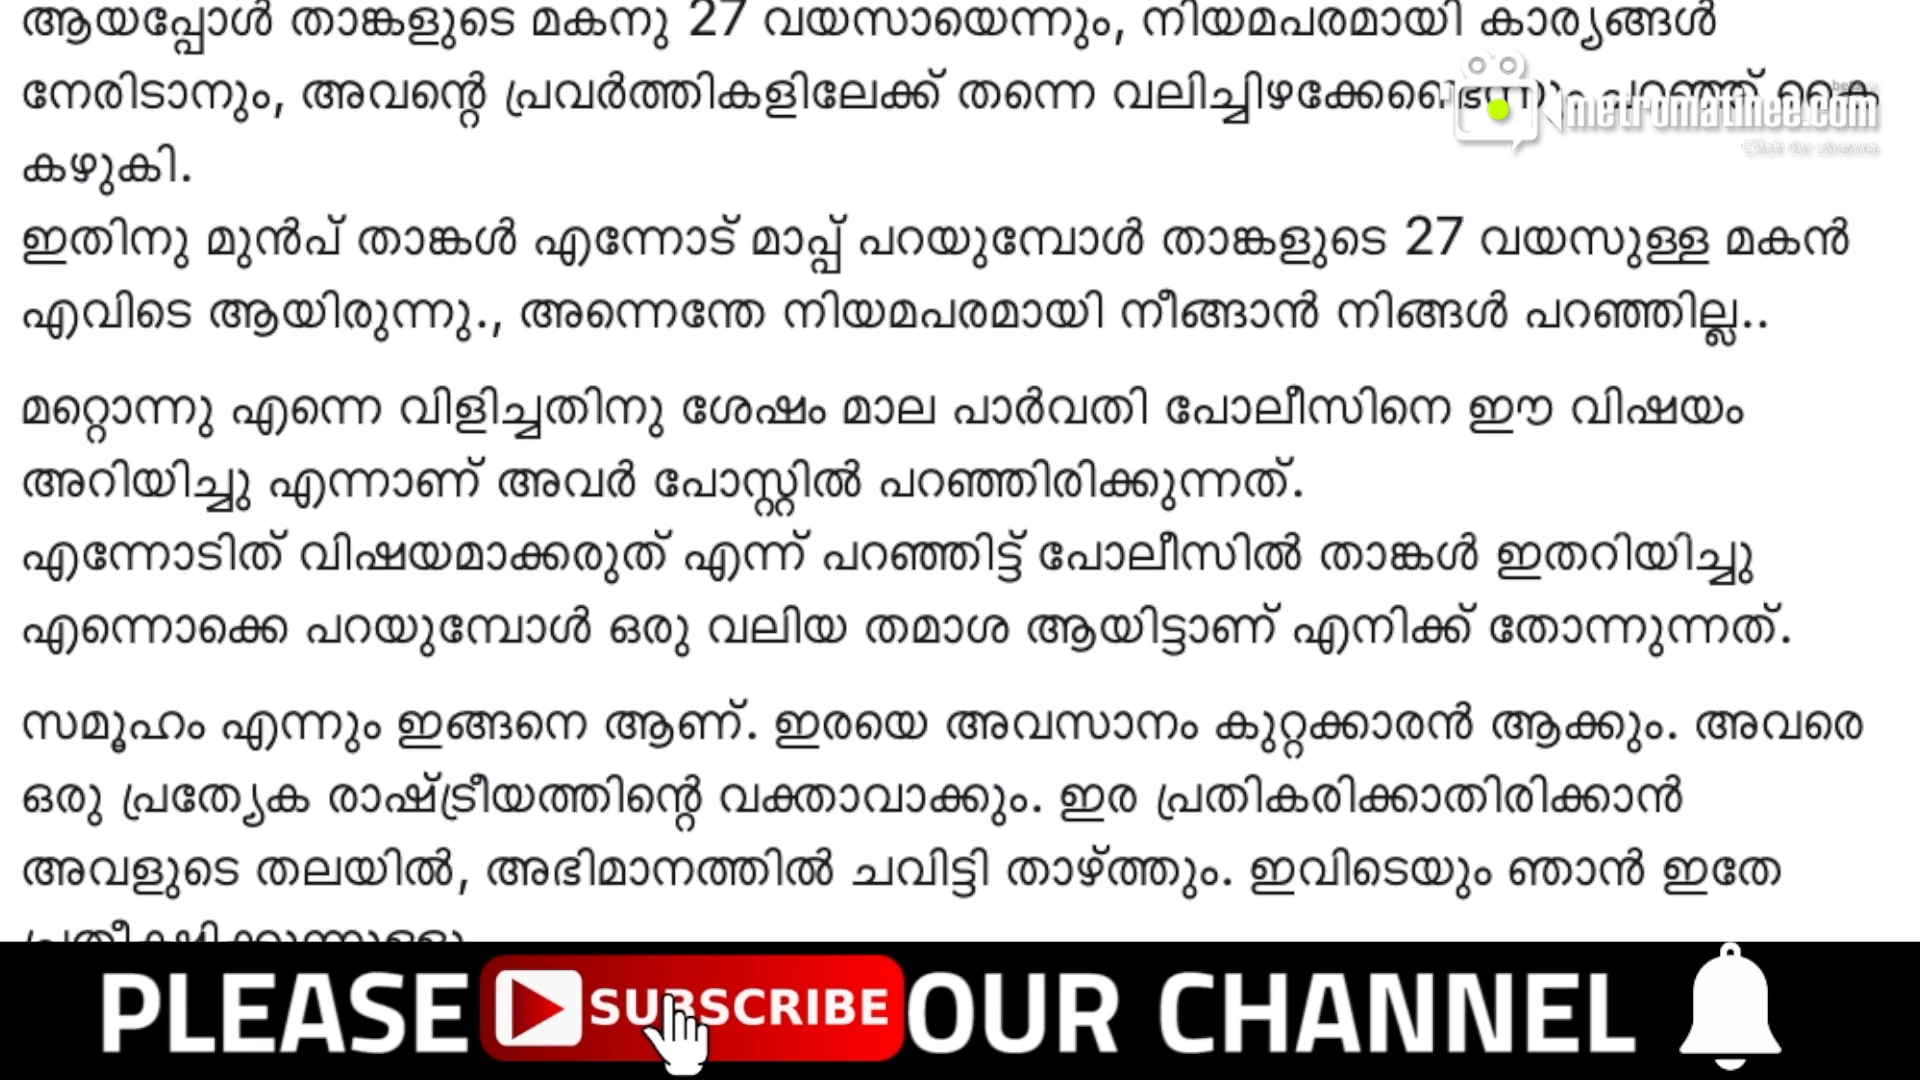 ആയപ്പോൾ താങ്കളുടെ മകനു 27 വയസായെന്നും, നിയമപരമായി കാര്യങ്ങൾ
നേരിടാനും, അവന്റെ പ്രവർത്തികളിലേക്ക് തന്നെ വലിച്ചിഴക്കേണ്ടെന്നും പറഞ്ഞ് കൈ
metromatinee.com
കഴുകി.
ഇതിനു മുൻപ് താങ്കൾ എന്നോട് മാപ്പ് പറയുമ്പോൾ താങ്കളുടെ 27 വയസുള്ള മകൻ
എവിടെ ആയിരുന്നു., അന്നെന്തേ നിയമപരമായി നീങ്ങാൻ നിങ്ങൾ പറഞ്ഞില്ല..
മറ്റൊന്നു എന്നെ വിളിച്ചതിനു ശേഷം മാല പാർവതി പോലീസിനെ ഈ വിഷയം
അറിയിച്ചു എന്നാണ് അവർ പോസ്റ്റിൽ പറഞ്ഞിരിക്കുന്നത്.
എന്നോടിത് വിഷയമാക്കരുത് എന്ന് പറഞ്ഞിട്ട് പോലീസിൽ താങ്കൾ ഇതറിയിച്ചു
എന്നൊക്കെ പറയുമ്പോൾ ഒരു വലിയ തമാശ ആയിട്ടാണ് എനിക്ക് തോന്നുന്നത്.
സമൂഹം എന്നും ഇങ്ങനെ ആണ്. ഇരയെ അവസാനം കുറ്റക്കാരൻ ആക്കും. അവരെ
ഒരു പ്രത്യേക രാഷ്ട്രീയത്തിന്റെ വക്താവാക്കും. ഇര പ്രതികരിക്കാതിരിക്കാൻ
അവളുടെ തലയിൽ, അഭിമാനത്തിൽ ചവിട്ടി താഴ്ത്തും. ഇവിടെയും ഞാൻ ഇതേ
പ്രതീക്ഷിക്കുന്നുള്ളു
PLEASE SUBSCRIBE OUR CHANNEL